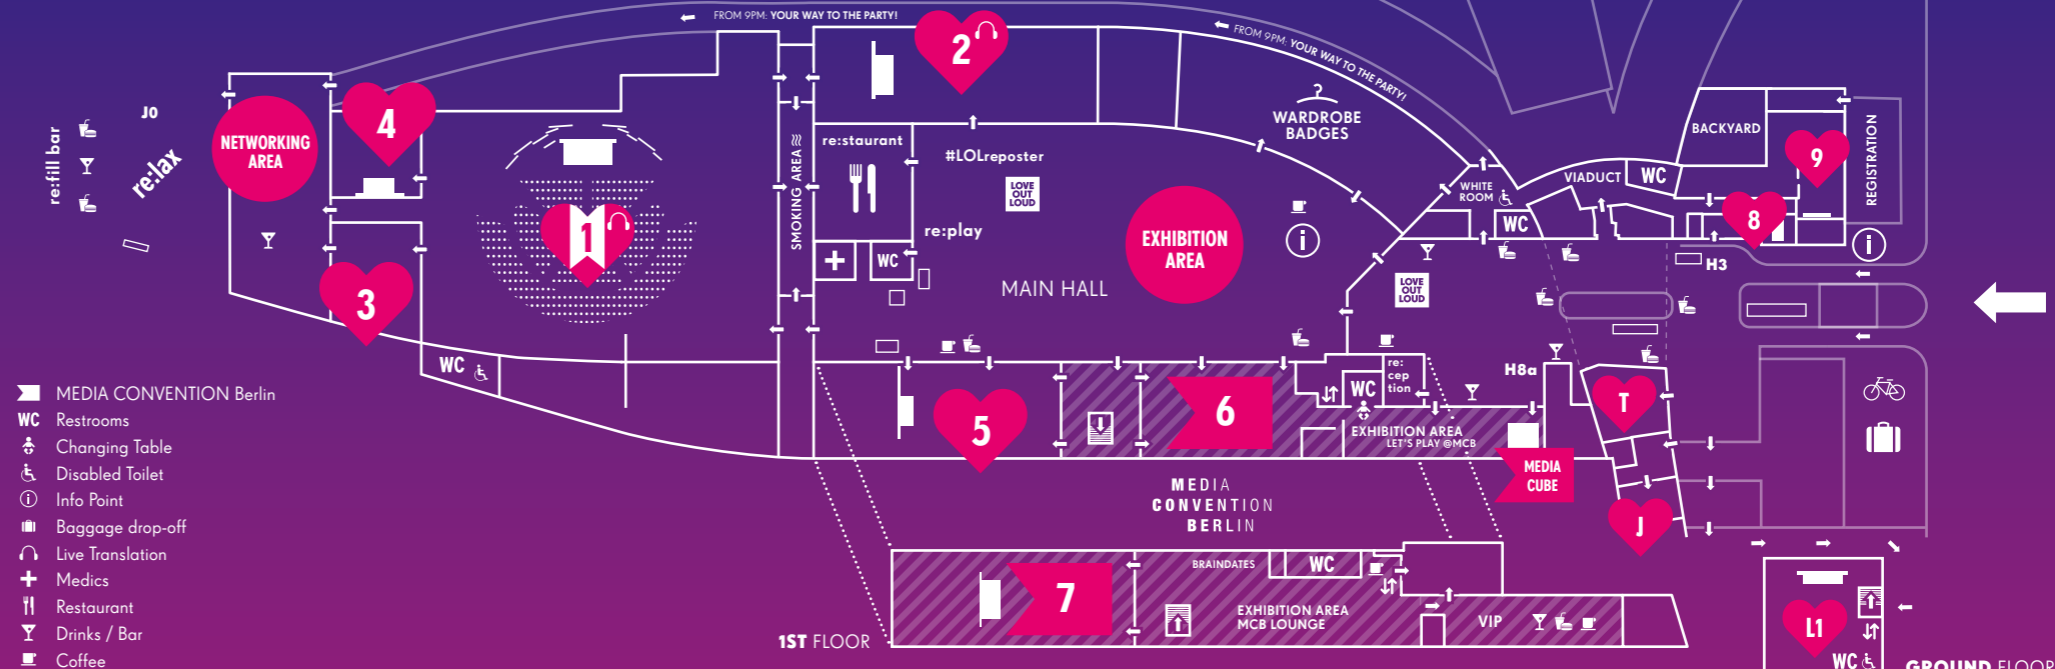 FROM 9PM: YOUR WAY TO THE PARTY!
FROM 9PM: YOUR WAY TO THE PARTY!
re:fill bar
JO
re:lax
NETWORKING
AREA
4
3
1
SMOKING AREA
2
re:staurant
#LOLreposter
LOVE
OUT
LOUD
re:play
WC
MAIN HALL
EXHIBITION
AREA
WARDROBE
BADGES
i
WHITE
ROOM
WC
VIADUCT
WC
BACKYARD
9
8
REGISTRATION
i
H3
LOVE
OUT
LOUD
WC
5
6
WC
re:
cep
tion
EXHIBITION AREA
LET'S PLAY @MCB
H8a
MEDIA
CUBE
T
J
MEDIA
CONVENTION
BERLIN
7
BRAINDATES
WC
EXHIBITION AREA
MCB LOUNGE
VIP
1ST FLOOR
L1
WC
GROUND FLOOR
MEDIA CONVENTION Berlin
WC Restrooms
Changing Table
Disabled Toilet
i Info Point
Baggage drop-off
Live Translation
Medics
Restaurant
Drinks / Bar
Coffee